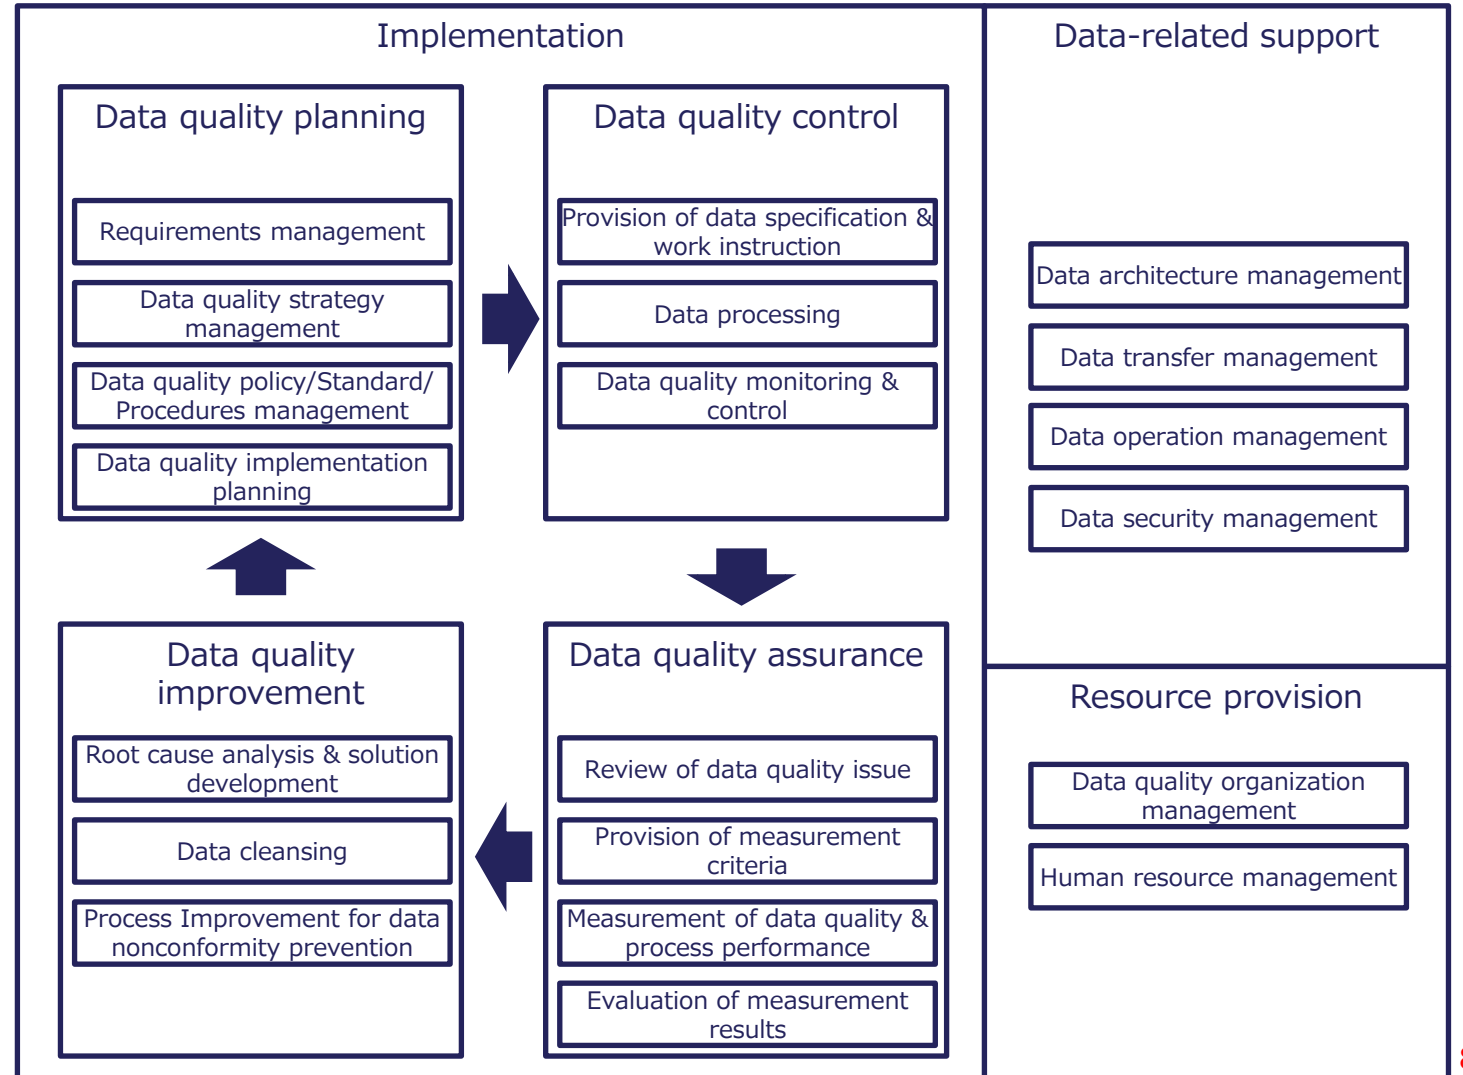 Implementation
Data quality planning
Requirements management
Data quality strategy
management
Data quality policy/Standard/
Procedures management
Data quality implementation
planning
Data quality control
Provision of data specification &
work instruction
Data processing
Data quality monitoring &
control
Data quality
improvement
Root cause analysis & solution
development
Data cleansing
Process Improvement for data
nonconformity prevention
Data quality assurance
Review of data quality issue
Provision of measurement
criteria
Measurement of data quality &
process performance
Evaluation of measurement
results
Data-related support
Data architecture management
Data transfer management
Data operation management
Data security management
Resource provision
Data quality organization
management
Human resource management